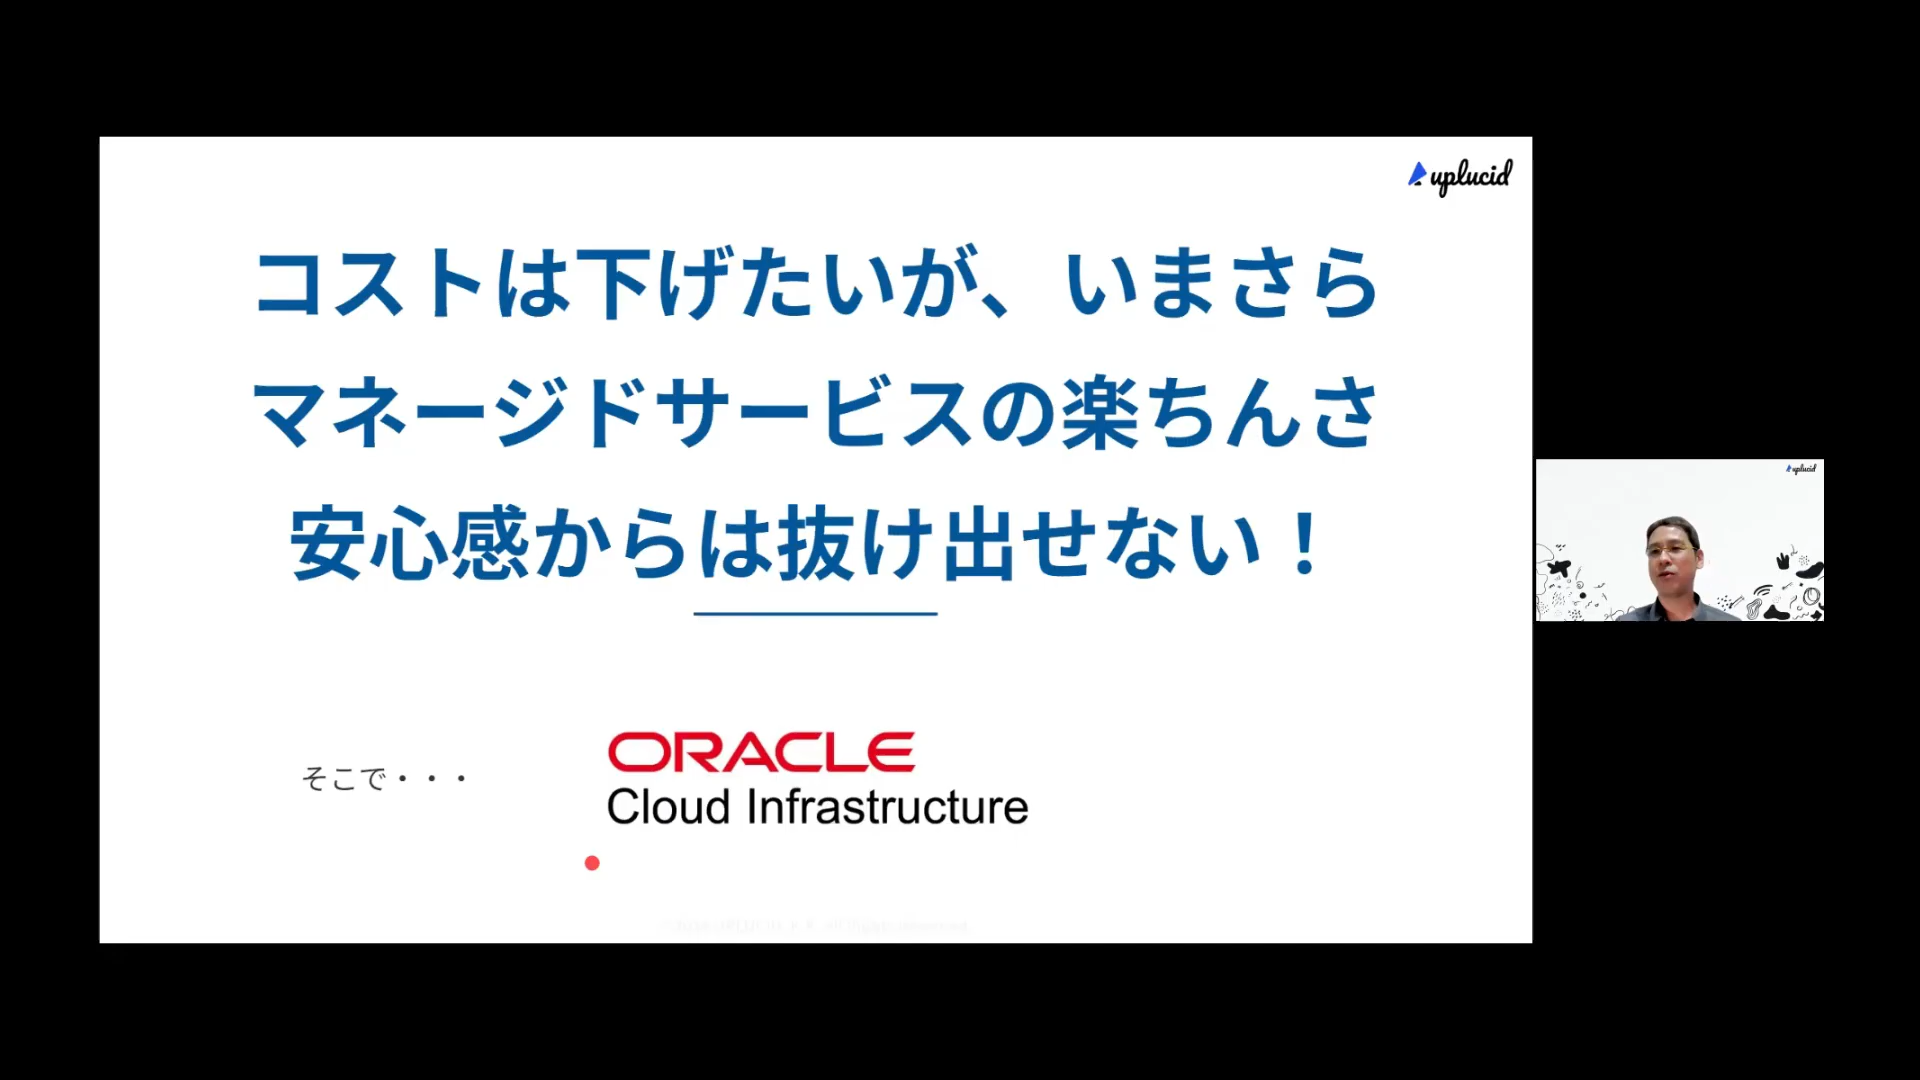 uplucid
コストは下げたいが、いまさら
マネージドサービスの楽ちんさ
安心感からは抜け出せない！
そこで・・・
ORACLE
Cloud Infrastructure
uplucid